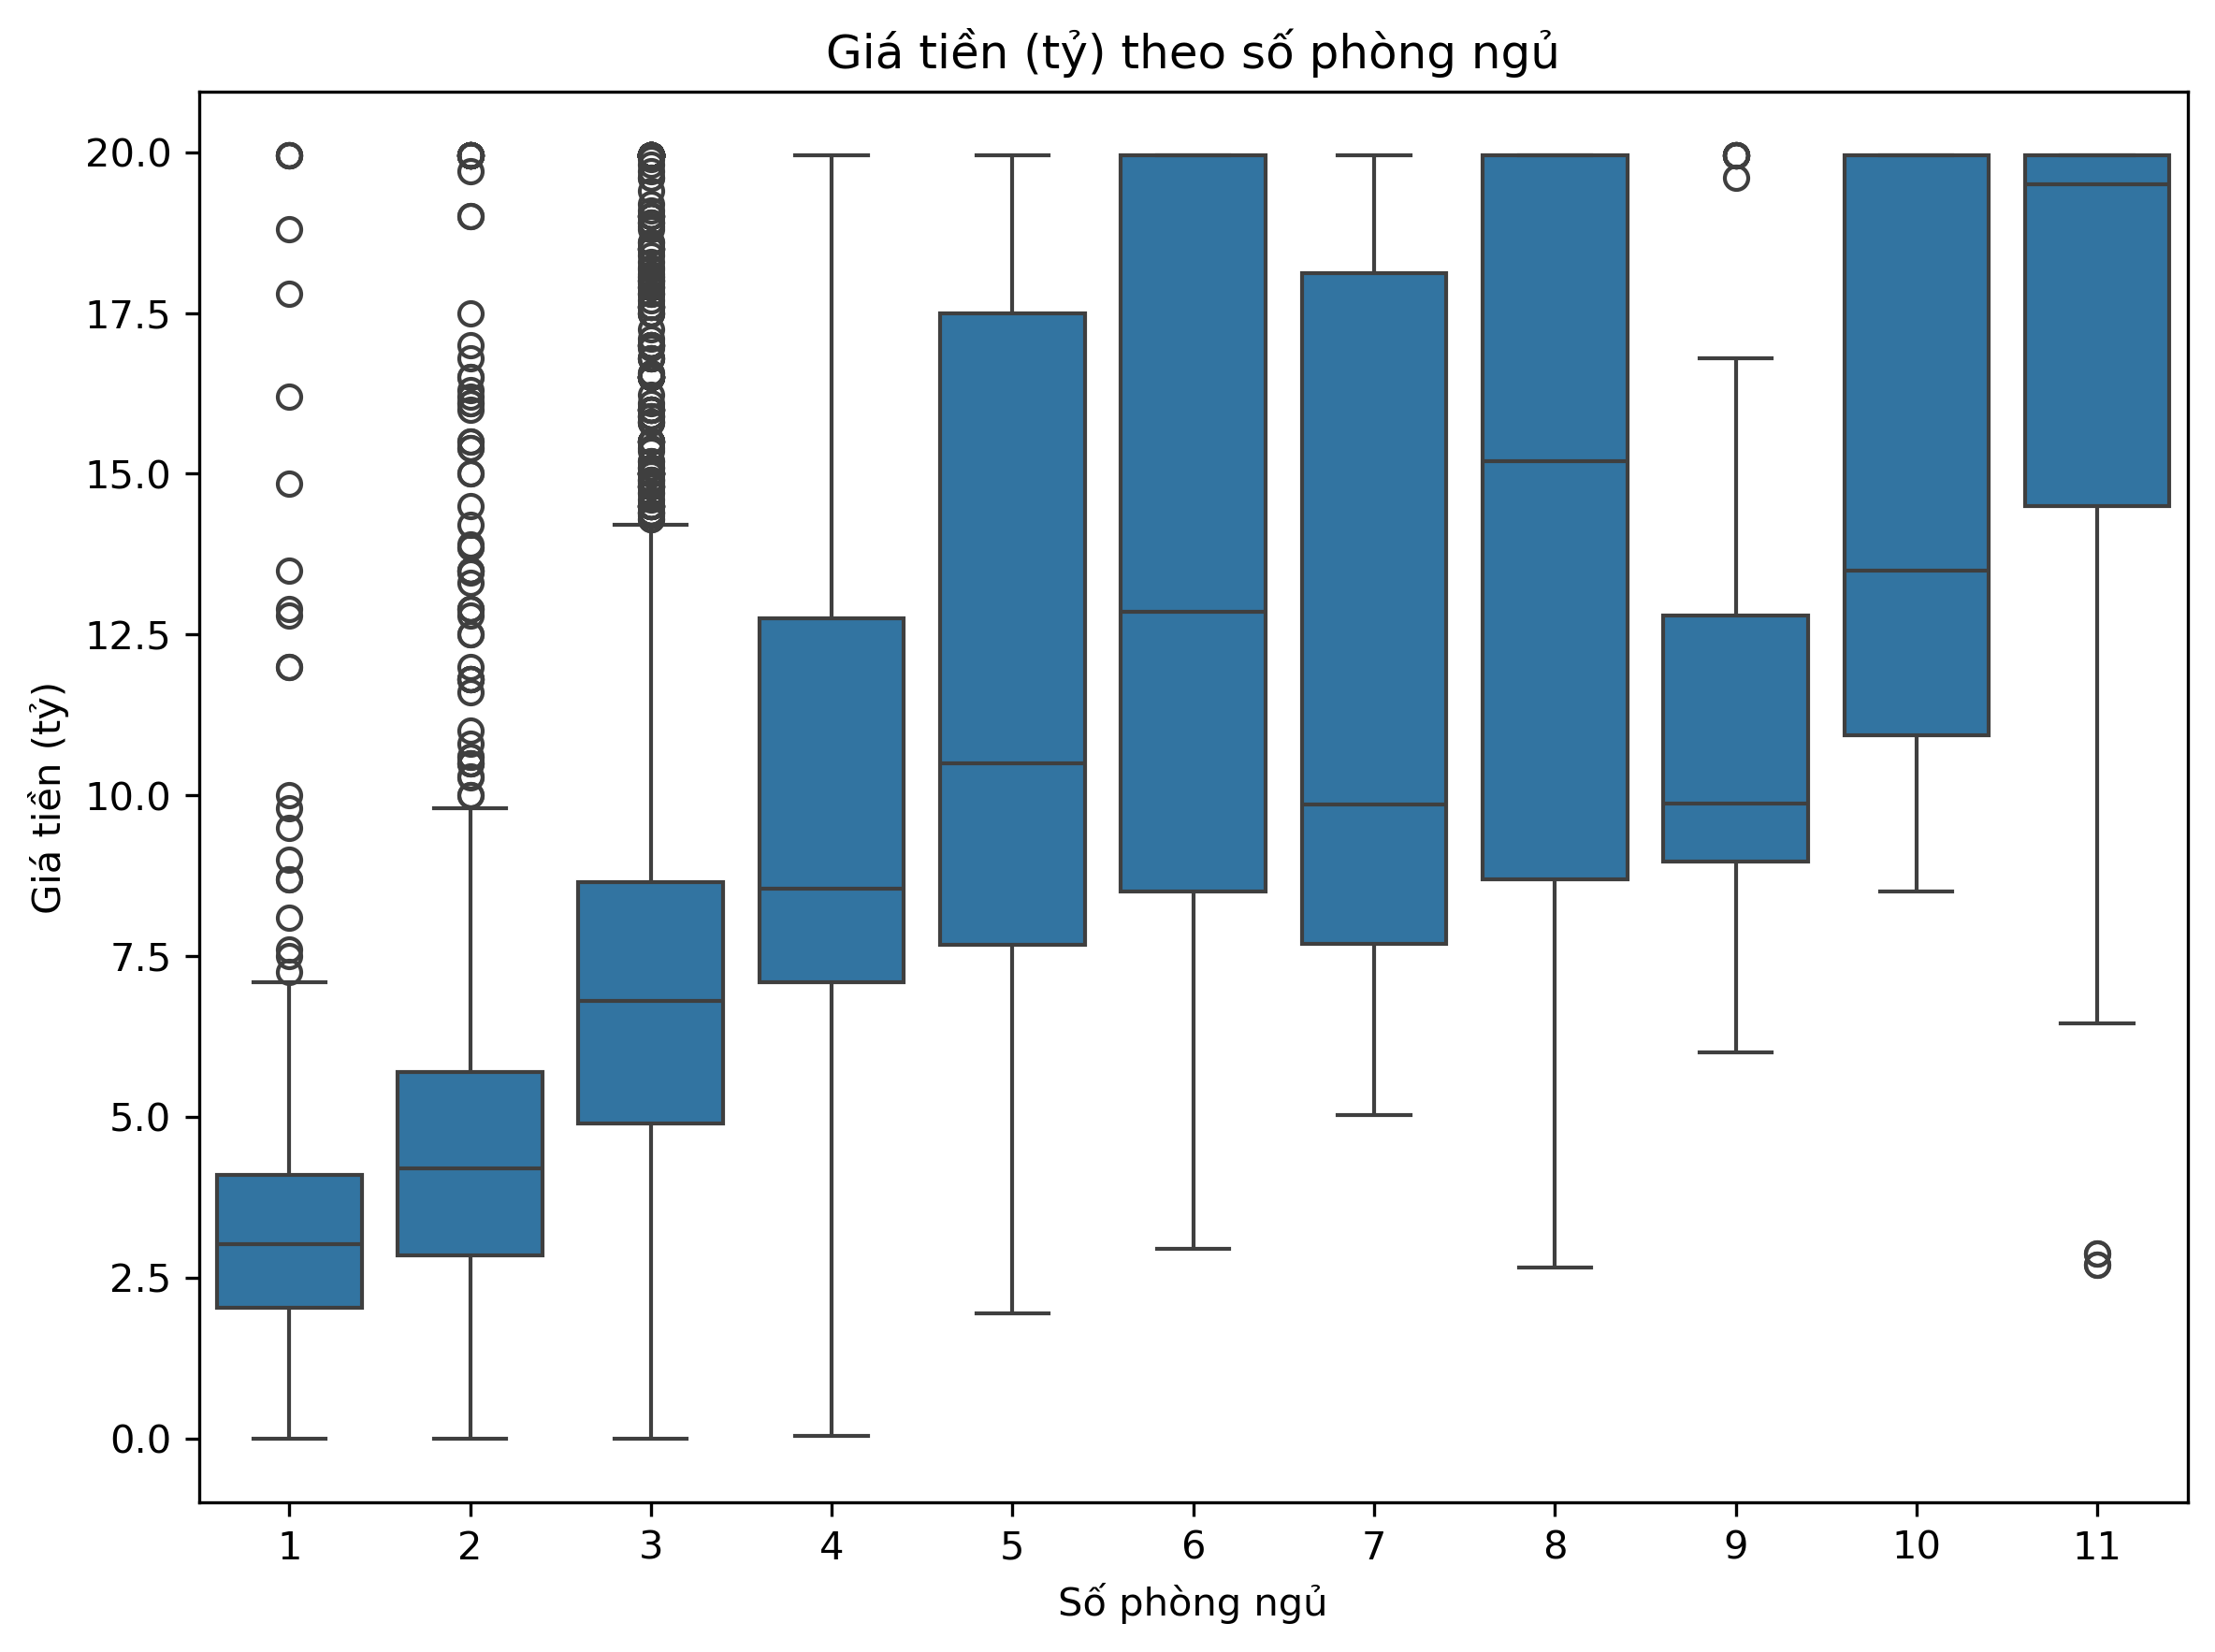 Giá tiền (tỷ) theo số phòng ngủ
Giá tiền (tỷ)
20.0
17.5
15.0
12.5
10.0
7.5
5.0
2.5
0.0
1 2 3 4 5 6 7 8 9 10 11
Số phòng ngủ